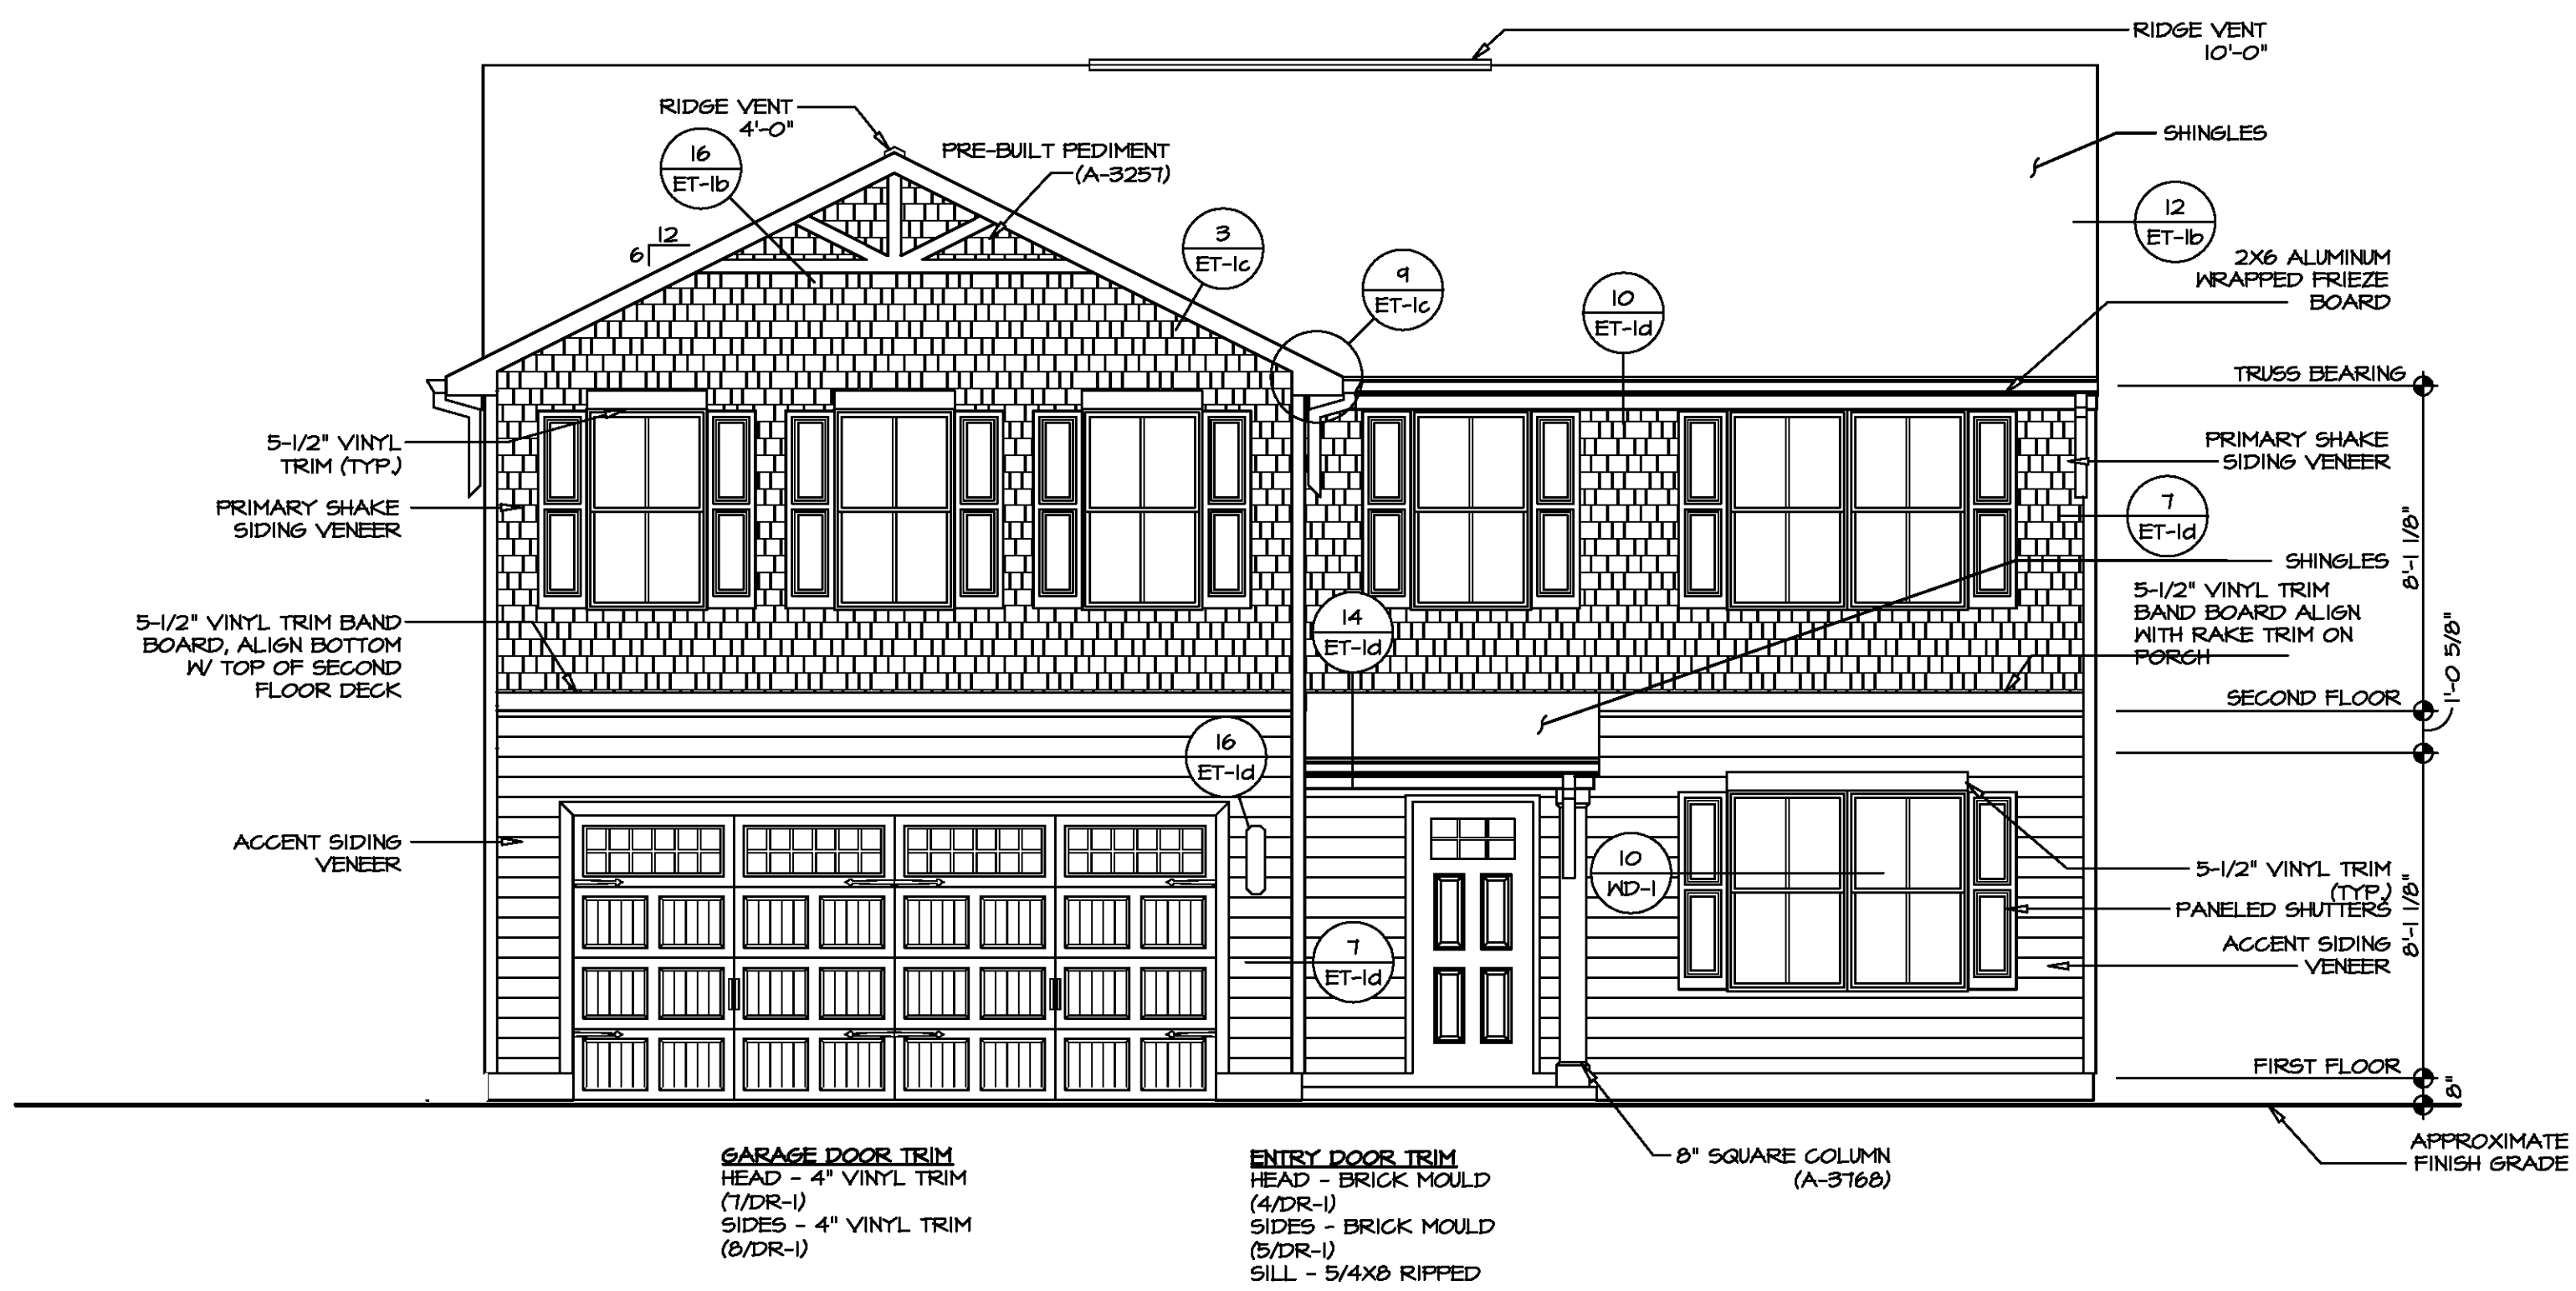 RIDGE VENT
10'-0"
RIDGE VENT
4'-0"
16
ET-1b
PRE-BUILT PEDIMENT
(A-3257)
SHINGLES
12
6
3
ET-1c
9
ET-1c
10
ET-1d
12
ET-1b
2X6 ALUMINUM
WRAPPED FRIEZE
BOARD
TRUSS BEARING
5-1/2" VINYL
TRIM (TYP.)
PRIMARY SHAKE
SIDING VENEER
PRIMARY SHAKE
SIDING VENEER
7
ET-1d
8'-1 1/8"
SHINGLES
5-1/2" VINYL TRIM
BAND BOARD ALIGN
WITH RAKE TRIM ON
PORCH
5-1/2" VINYL TRIM BAND
BOARD, ALIGN BOTTOM
W/ TOP OF SECOND
FLOOR DECK
14
ET-1d
1'-0 5/8"
SECOND FLOOR
16
ET-1d
ACCENT SIDING
VENEER
10
WD-1
5-1/2" VINYL TRIM
(TYP.)
PANELED SHUTTERS
8'-1 1/8"
ACCENT SIDING
VENEER
7
ET-1d
FIRST FLOOR
8"
APPROXIMATE
FINISH GRADE
GARAGE DOOR TRIM
HEAD - 4" VINYL TRIM
(7/DR-1)
SIDES - 4" VINYL TRIM
(8/DR-1)
ENTRY DOOR TRIM
HEAD - BRICK MOULD
(4/DR-1)
SIDES - BRICK MOULD
(5/DR-1)
SILL - 5/4X8 RIPPED
8" SQUARE COLUMN
(A-3768)